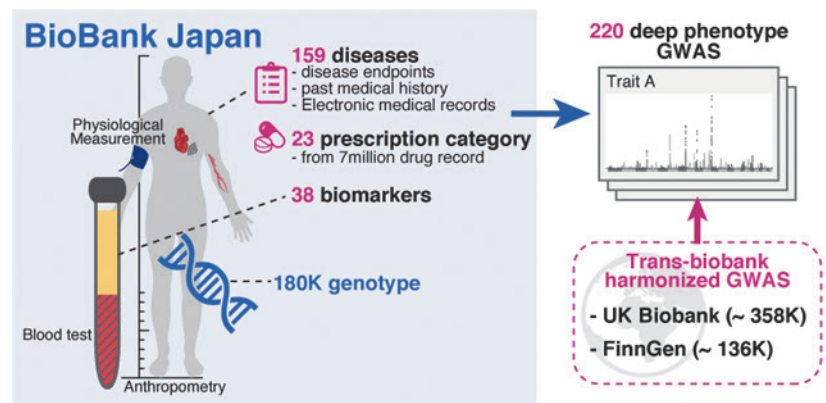 BioBank Japan
159 diseases
- disease endpoints
- past medical history
- Electronic medical records
Physiological
Measurement
23 prescription category
- from 7million drug record
38 biomarkers
180K genotype
Blood test
Anthropometry
220 deep phenotype
GWAS
Trait A
Trans-biobank
harmonized GWAS
- UK Biobank (~ 358K)
- FinnGen (~ 136K)